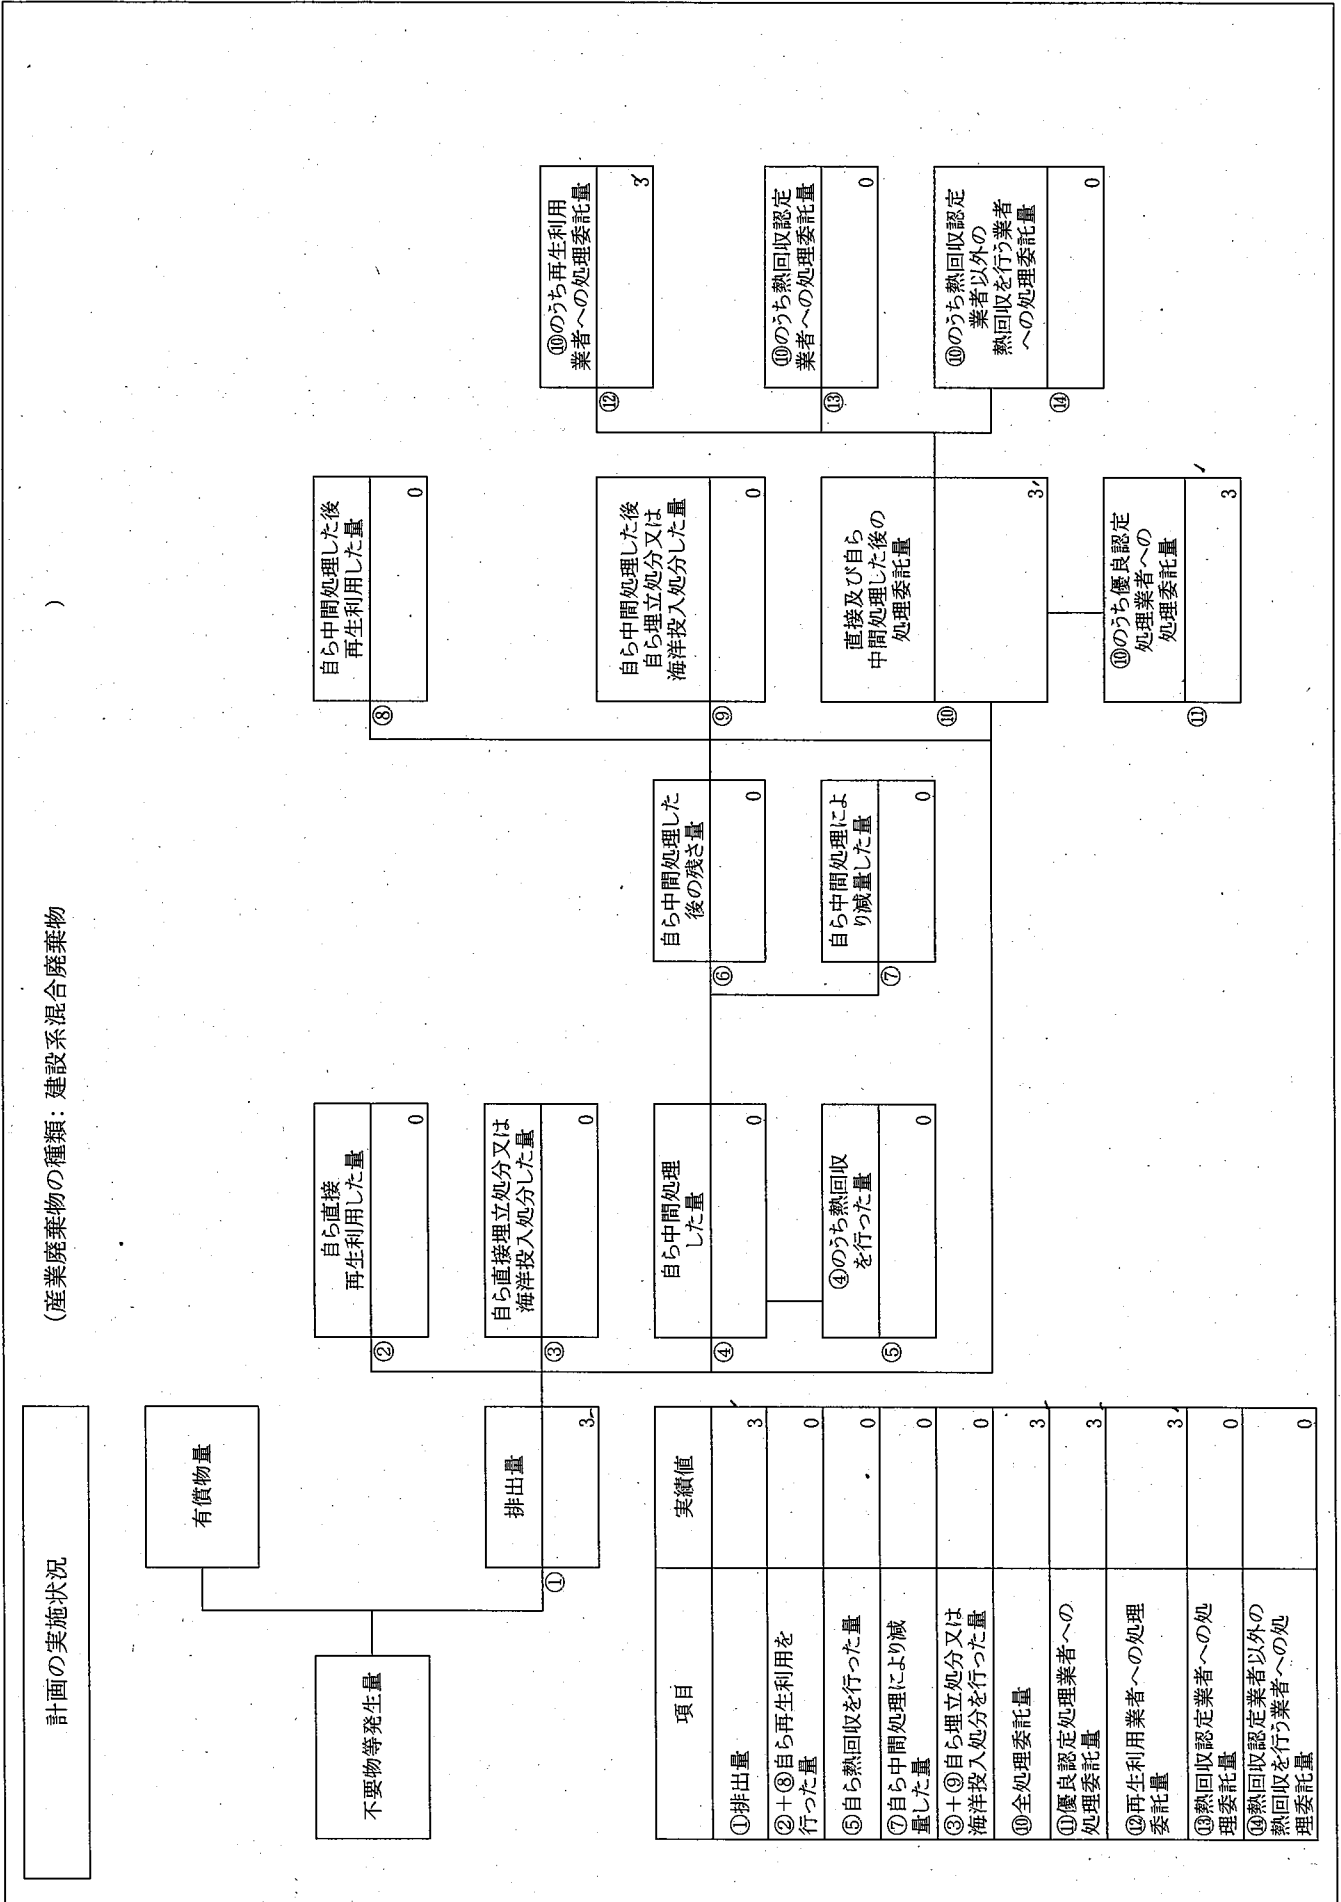 計画の実施状況
(産業廃棄物の種類：建設系混合廃棄物
)
不要物等発生量
有償物量
①
排出量
3
②
自ら直接
再生利用した量
0
③
自ら直接埋立処分又は
海洋投入処分した量
0
④
自ら中間処理
した量
0
⑤
④のうち熱回収
を行った量
0
⑥
自ら中間処理した
後の残さ量
0
⑦
自ら中間処理によ
り減量した量
0
⑧
自ら中間処理した後
再生利用した量
0
⑨
自ら中間処理した後
自ら埋立処分又は
海洋投入処分した量
0
⑩
直接及び自ら
中間処理した後の
処理委託量
3
⑪
⑩のうち優良認定
処理業者への
処理委託量
3
⑫
⑩のうち再生利用
業者への処理委託量
3
⑬
⑩のうち熱回収認定
業者への処理委託量
0
⑭
⑩のうち熱回収認定
業者以外の
熱回収を行う業者
への処理委託量
0
項目 実績値
①排出量 3
②＋⑧自ら再生利用を
行った量 0
⑤自ら熱回収を行った量 0
⑦自ら中間処理により減
量した量 0
③＋⑨自ら埋立処分又は
海洋投入処分を行った量 0
⑩全処理委託量 3
⑪優良認定処理業者への
処理委託量 3
⑫再生利用業者への処理
委託量 3
⑬熱回収認定業者への処
理委託量 0
⑭熱回収認定業者以外の
熱回収を行う業者への処
理委託量 0